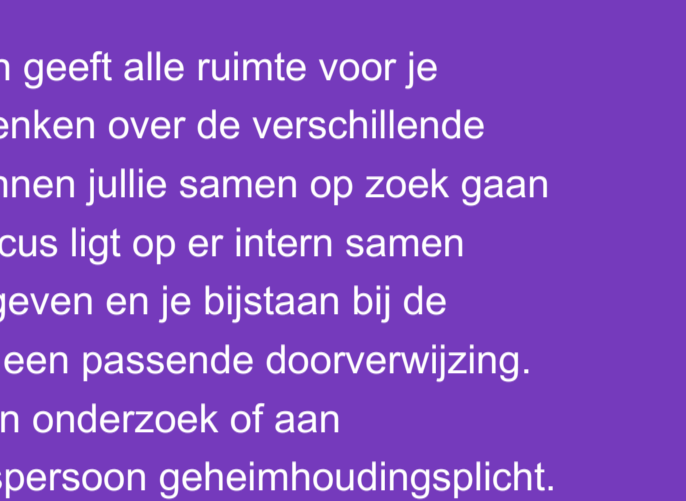 n geeft alle ruimte voor je
enken over de verschillende
nnen jullie samen op zoek gaan
cus ligt op er intern samen
geven en je bijstaan bij de
een passende doorverwijzing.
n onderzoek of aan
spersoon geheimhoudingsplicht.